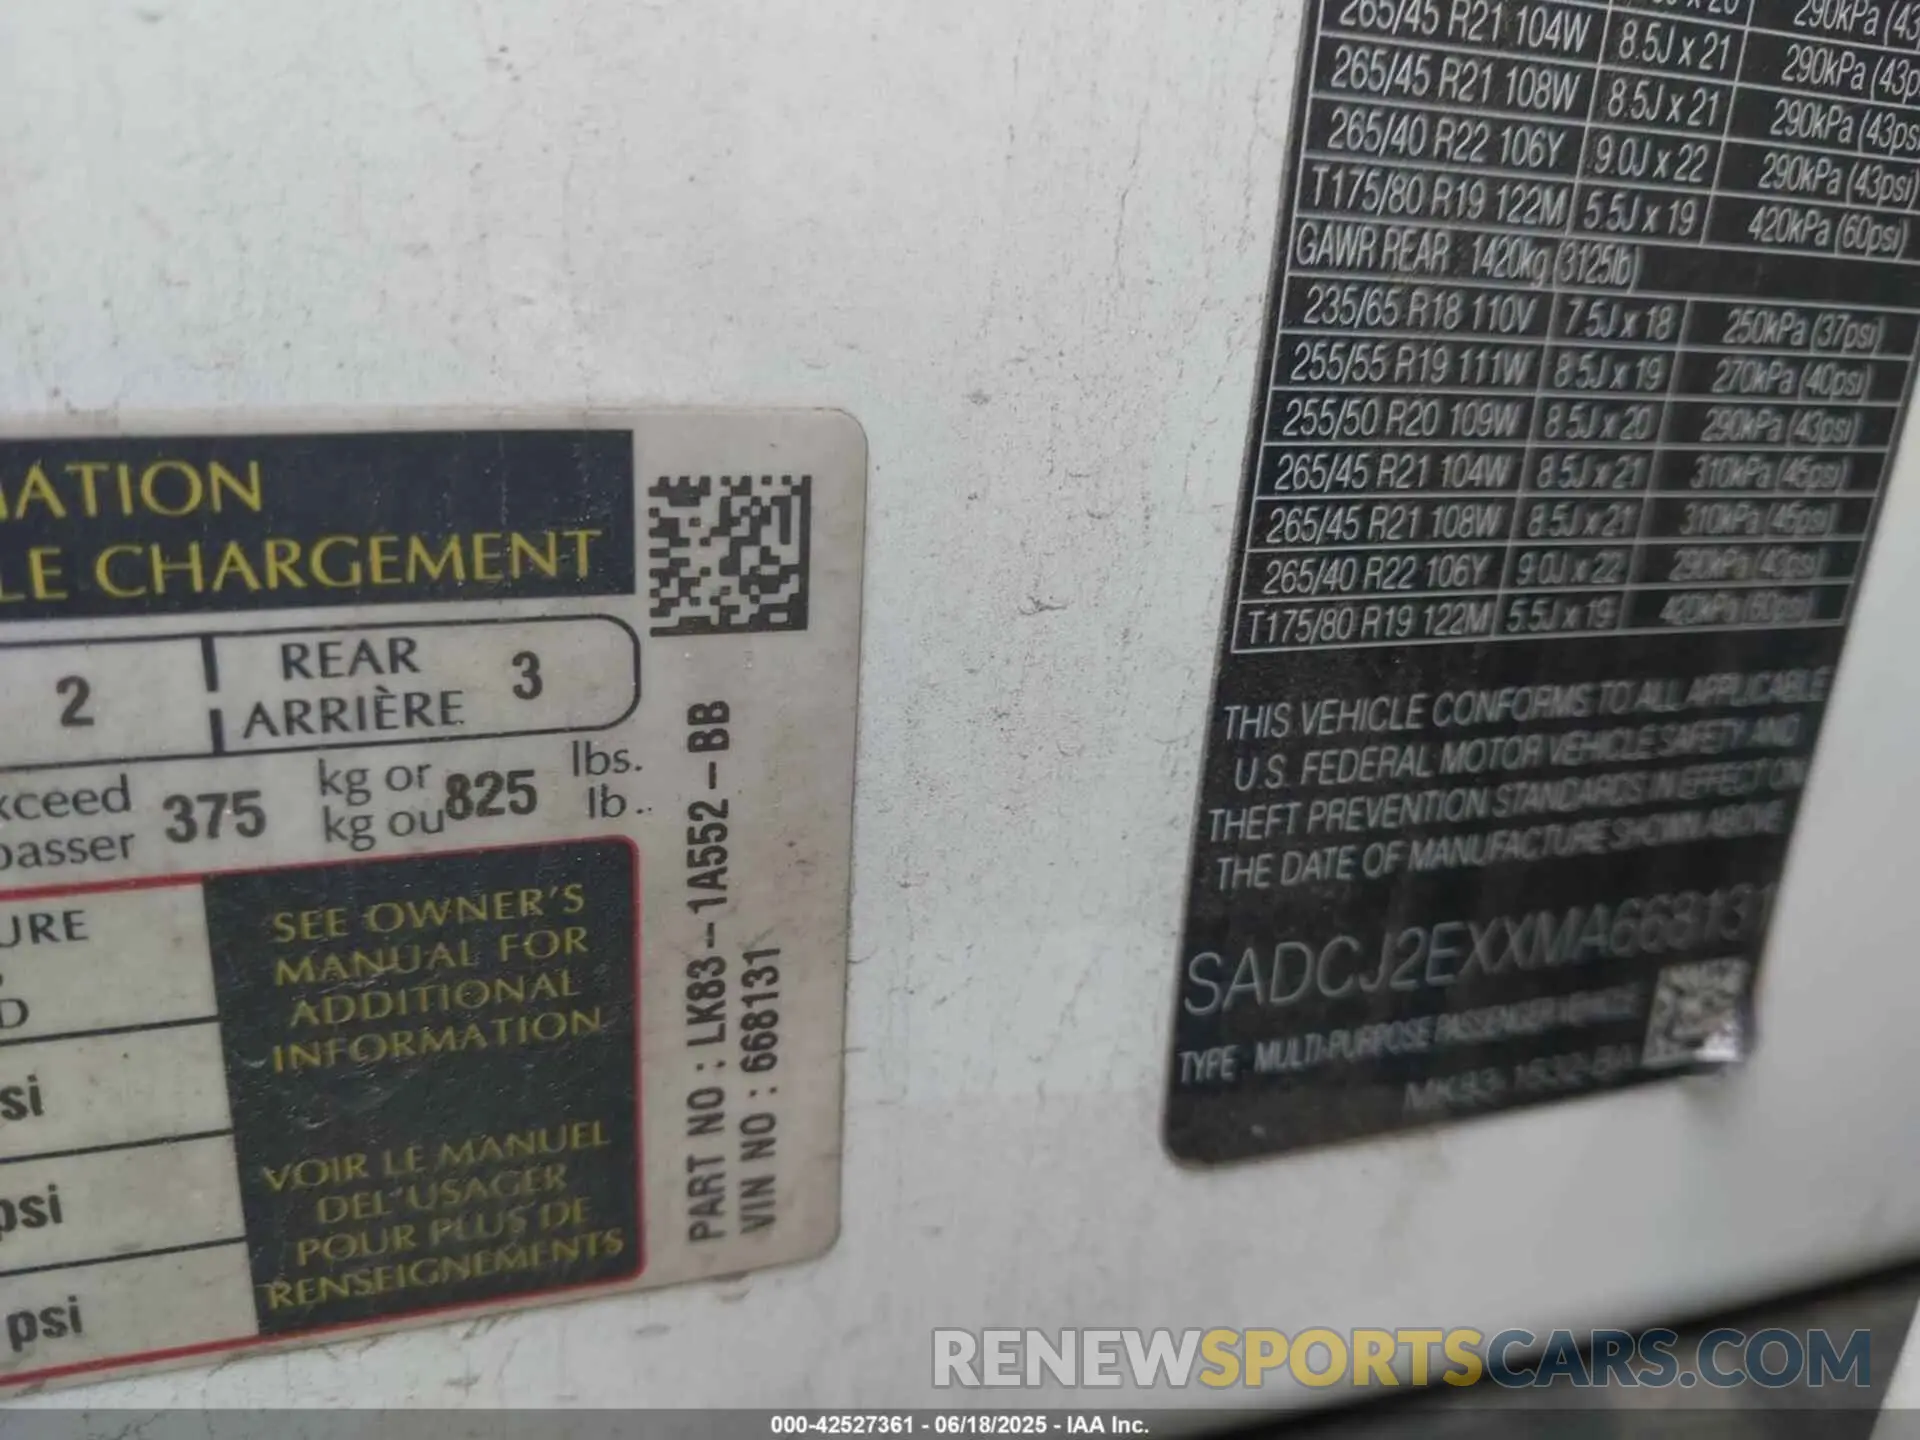 MATION
LE CHARGEMENT
2
REAR
ARRIÈRE
3
xceed
passer
375
kg or
kg ou
825
lbs.
lb.
URE
D
SEE OWNER'S
MANUAL FOR
ADDITIONAL
INFORMATION
VOIR LE MANUEL
DEL'USAGER
POUR PLUS DE
RENSEIGNEMENTS
si
psi
psi
PART NO : LK83-1A552-BB
VIN NO : 668131
x 20 290kPa (43
265/45 R21 104W 8.5J x 21 290kPa (43p
265/45 R21 108W 8.5J x 21 290kPa (43psi
265/40 R22 106Y 9.0J x 22 290kPa (43psi)
T175/80 R19 122M 5.5J x 19 420kPa (60psi)
GAWR REAR 1420kg (3125lb)
235/65 R18 110V 7.5J x 18 250kPa (37psi)
255/55 R19 111W 8.5J x 19 270kPa (40psi)
255/50 R20 109W 8.5J x 20 290kPa (43psi)
265/45 R21 104W 8.5J x 21 310kPa (45psi)
265/45 R21 108W 8.5J x 21 310kPa (45psi)
265/40 R22 106Y 9.0J x 22 290kPa (43psi)
T175/80 R19 122M 5.5J x 19 420kPa (60psi)
THIS VEHICLE CONFORMS TO ALL APPLICABLE
U.S. FEDERAL MOTOR VEHICLE SAFETY AND
THEFT PREVENTION STANDARDS IN EFFECT ON
THE DATE OF MANUFACTURE SHOWN ABOVE
SADCJ2EXXMA668131
TYPE : MULTI-PURPOSE PASSENGER VEHICLE
RENEWSPORTSCARS.COM
000-42527361 - 06/18/2025 - IAA Inc.